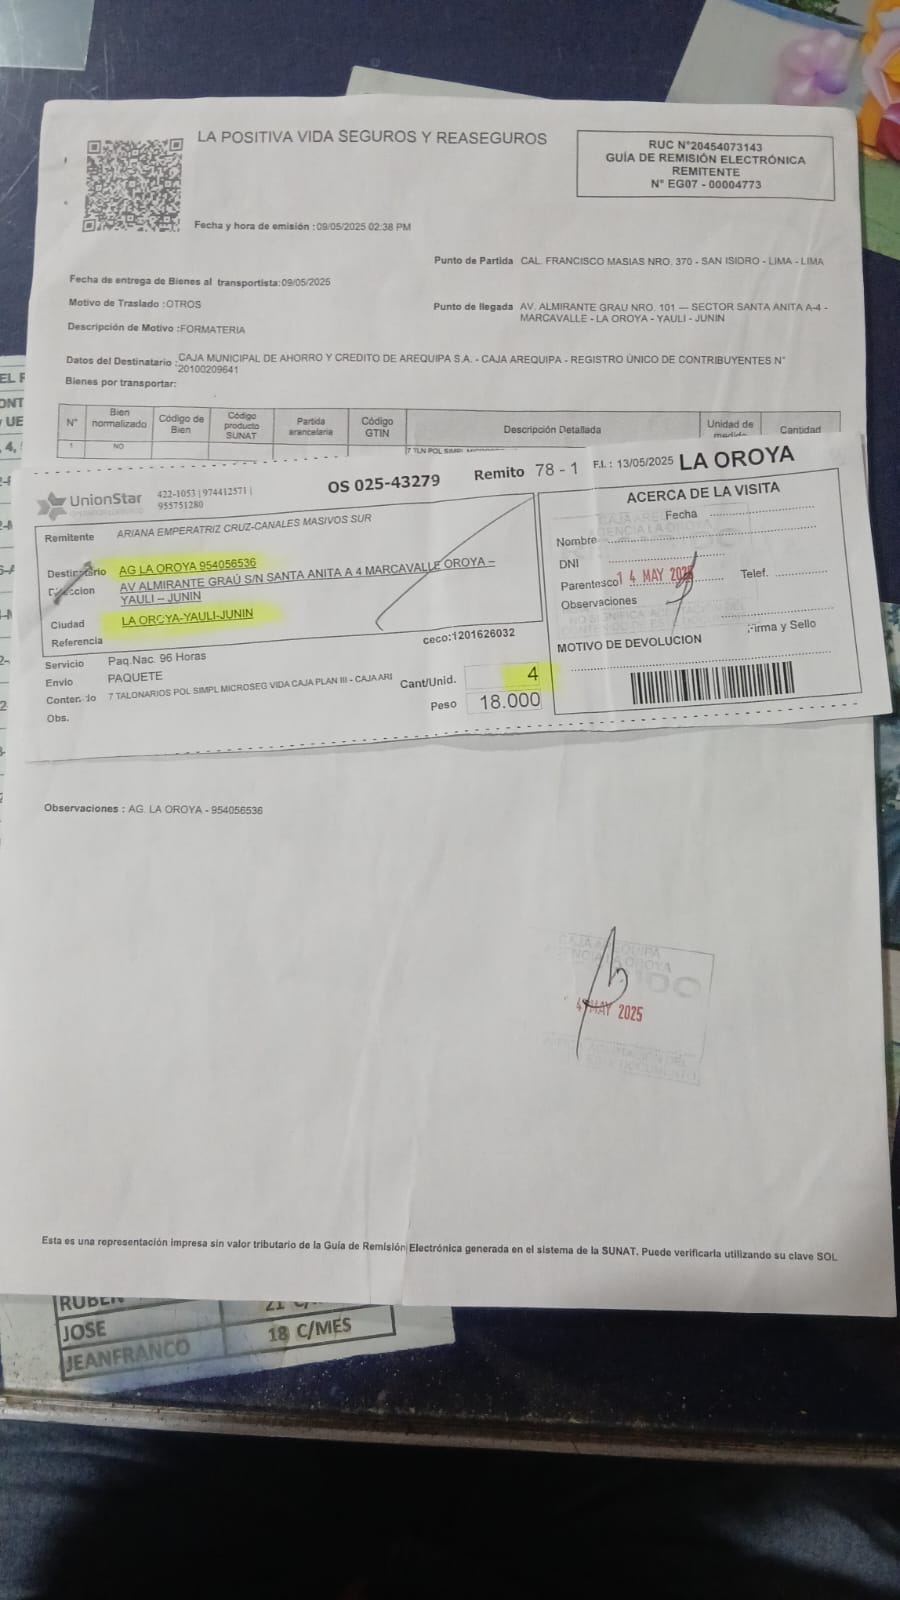 LA POSITIVA VIDA SEGUROS Y REASEGUROS
RUC N°20454073143
GUÍA DE REMISIÓN ELECTRÓNICA
REMITENTE
N° EG07 - 00004773
Fecha y hora de emisión :09/05/2025 02:38 PM
Punto de Partida CAL. FRANCISCO MASIAS NRO. 370 - SAN ISIDRO - LIMA - LIMA
Fecha de entrega de Bienes al transportista:09/05/2025
Motivo de Traslado :OTROS
Punto de llegada AV. ALMIRANTE GRAU NRO. 101 — SECTOR SANTA ANITA A-4 -
MARCAVALLE - LA OROYA - YAULI - JUNIN
Descripción de Motivo :FORMATERIA
Datos del Destinatario :CAJA MUNICIPAL DE AHORRO Y CREDITO DE AREQUIPA S.A. - CAJA AREQUIPA - REGISTRO ÚNICO DE CONTRIBUYENTES N°
20100209641
Bienes por transportar:
N° Bien normalizado Código de Bien Código producto SUNAT Partida arancelaria Código GTIN Descripción Detallada Unidad de medida Cantidad
1 NO 7 TLN POL SIMPL
UnionStar
422-1053 | 974412571 |
955751280
OS 025-43279
Remito 78 - 1
F.I.: 13/05/2025 LA OROYA
Remitente ARIANA EMPERATRIZ CRUZ-CANALES MASIVOS SUR
Destinatario AG LA OROYA 954056536
Direccion AV ALMIRANTE GRAÚ S/N SANTA ANITA A 4 MARCAVALLE OROYA –
YAULI – JUNIN
Ciudad LA OROYA-YAULI-JUNIN
Referencia
ceco:1201626032
Servicio Paq.Nac. 96 Horas
Envio PAQUETE
Contenido 7 TALONARIOS POL SIMPL MICROSEG VIDA CAJA PLAN III - CAJA ARI
Obs.
Cant/Unid. 4
Peso 18.000
ACERCA DE LA VISITA
Fecha
Nombre
DNI
Parentesco
14 MAY 2025
Telef.
Observaciones
Firma y Sello
MOTIVO DE DEVOLUCION
Observaciones : AG. LA OROYA - 954056536
CAJA AREQUIPA
AGENCIA LA OROYA
4 MAY 2025
Esta es una representación impresa sin valor tributario de la Guía de Remisión Electrónica generada en el sistema de la SUNAT. Puede verificarla utilizando su clave SOL
RUBEN
JOSE 18 C/MES
JEANFRANCO